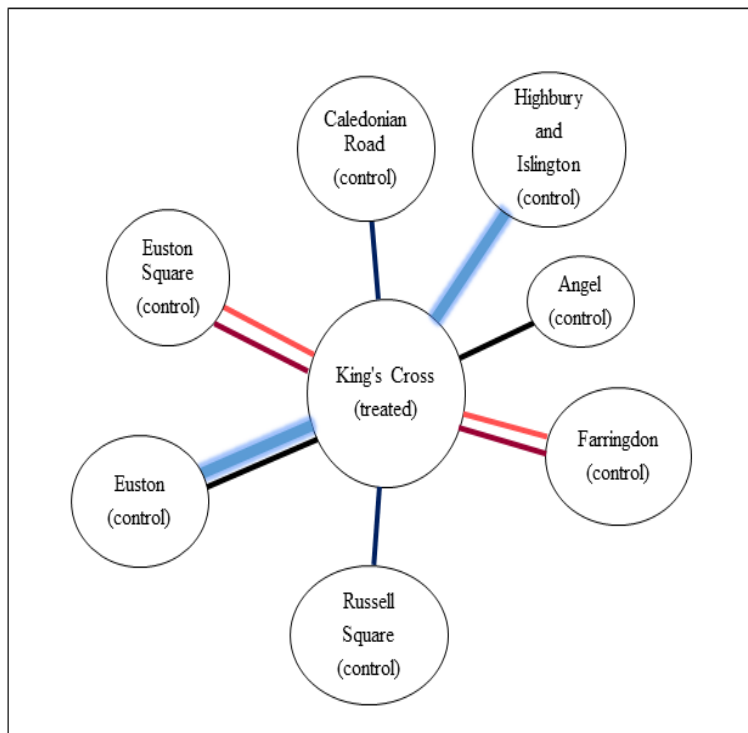 Caledonian
Road
(control)
Highbury
and
Islington
(control)
Euston
Square
(control)
Angel
(control)
King's Cross
(treated)
Farringdon
(control)
Euston
(control)
Russell
Square
(control)